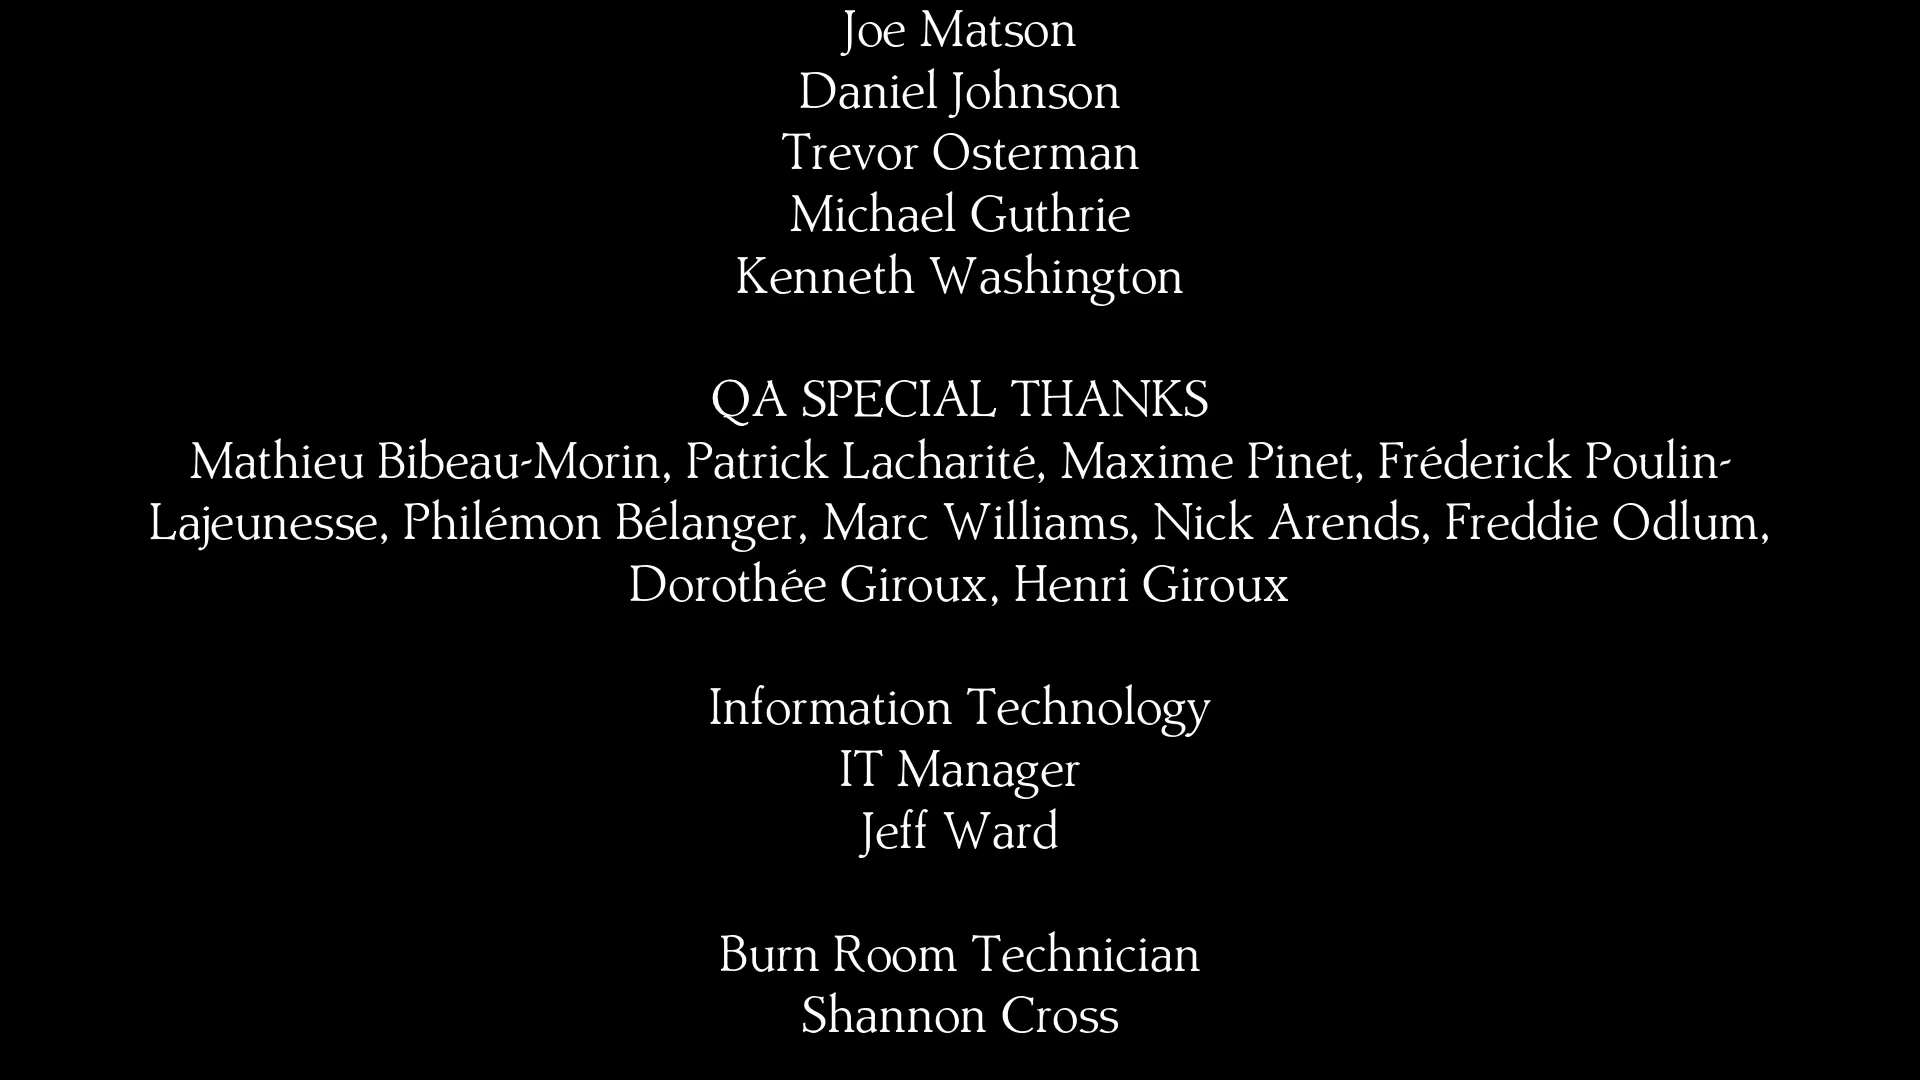 Joe Matson
Daniel Johnson
Trevor Osterman
Michael Guthrie
Kenneth Washington
QA SPECIAL THANKS
Mathieu Bibeau-Morin, Patrick Lacharité, Maxime Pinet, Fréderick Poulin-
Lajeunesse, Philémon Bélanger, Marc Williams, Nick Arends, Freddie Odlum,
Dorothée Giroux, Henri Giroux
Information Technology
IT Manager
Jeff Ward
Burn Room Technician
Shannon Cross